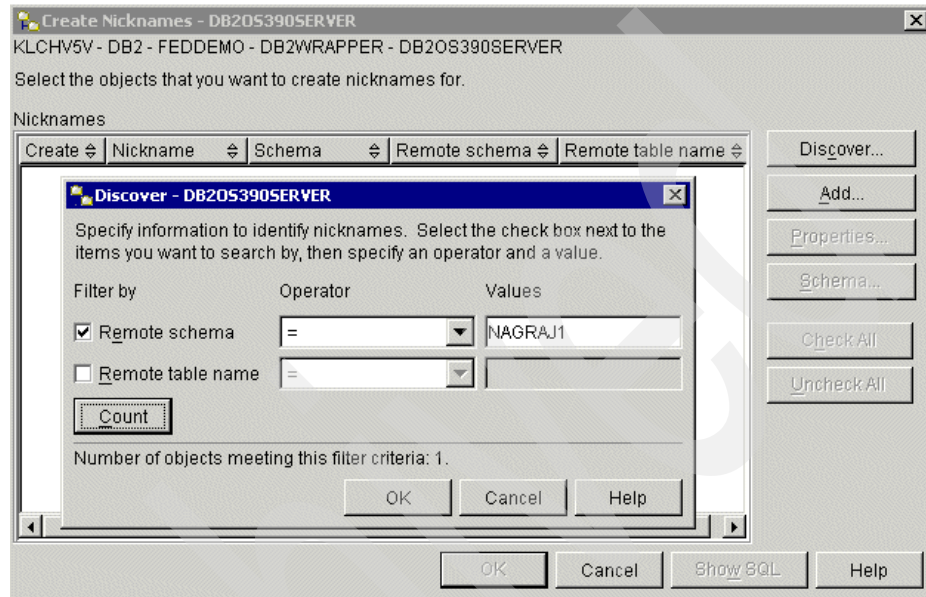 Create Nicknames - DB2OS390SERVER
KLCHV5V - DB2 - FEDDEMO - DB2WRAPPER - DB2OS390SERVER
Select the objects that you want to create nicknames for.
Nicknames
Create Nickname Schema Remote schema Remote table name
Discover...
Add...
Properties...
Schema...
Check All
Uncheck All
Discover - DB2OS390SERVER
Specify information to identify nicknames. Select the check box next to the
items you want to search by, then specify an operator and a value.
Filter by Operator Values
Remote schema = NAGRAJ1
Remote table name =
Count
Number of objects meeting this filter criteria: 1.
OK Cancel Help
OK Cancel Show SQL Help